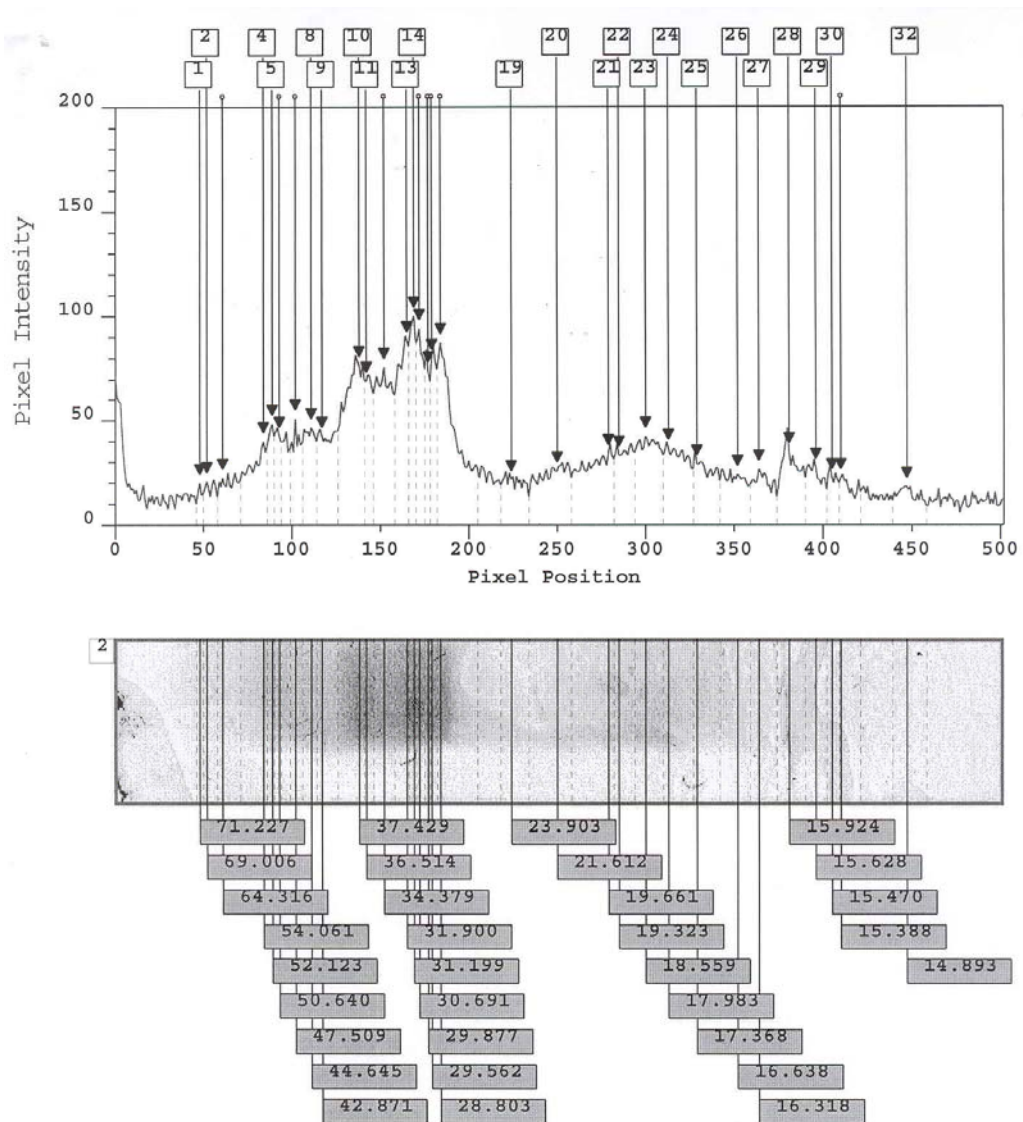 2 4 8 10 14 20 22 24 26 28 30 32
1 5 9 11 13 19 21 23 25 27 29
200
150
100
50
0
Pixel Intensity
0 50 100 150 200 250 300 350 400 450 500
Pixel Position
2
71.227 37.429 23.903 15.924
69.006 36.514 21.612 15.628
64.316 34.379 19.661 15.470
54.061 31.900 19.323 15.388
52.123 31.199 18.559 14.893
50.640 30.691 17.983
47.509 29.877 17.368
44.645 29.562 16.638
42.871 28.803 16.318